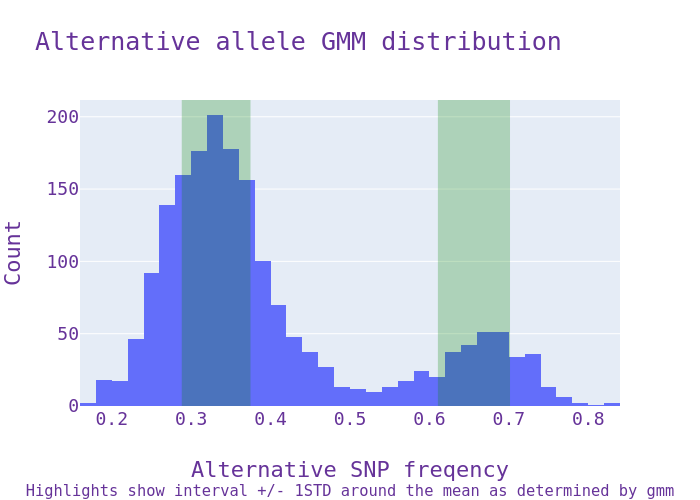 Alternative allele GMM distribution
200
150
100
50
0
Count
0.2 0.3 0.4 0.5 0.6 0.7 0.8
Alternative SNP freqency
Highlights show interval +/- 1STD around the mean as determined by gmm